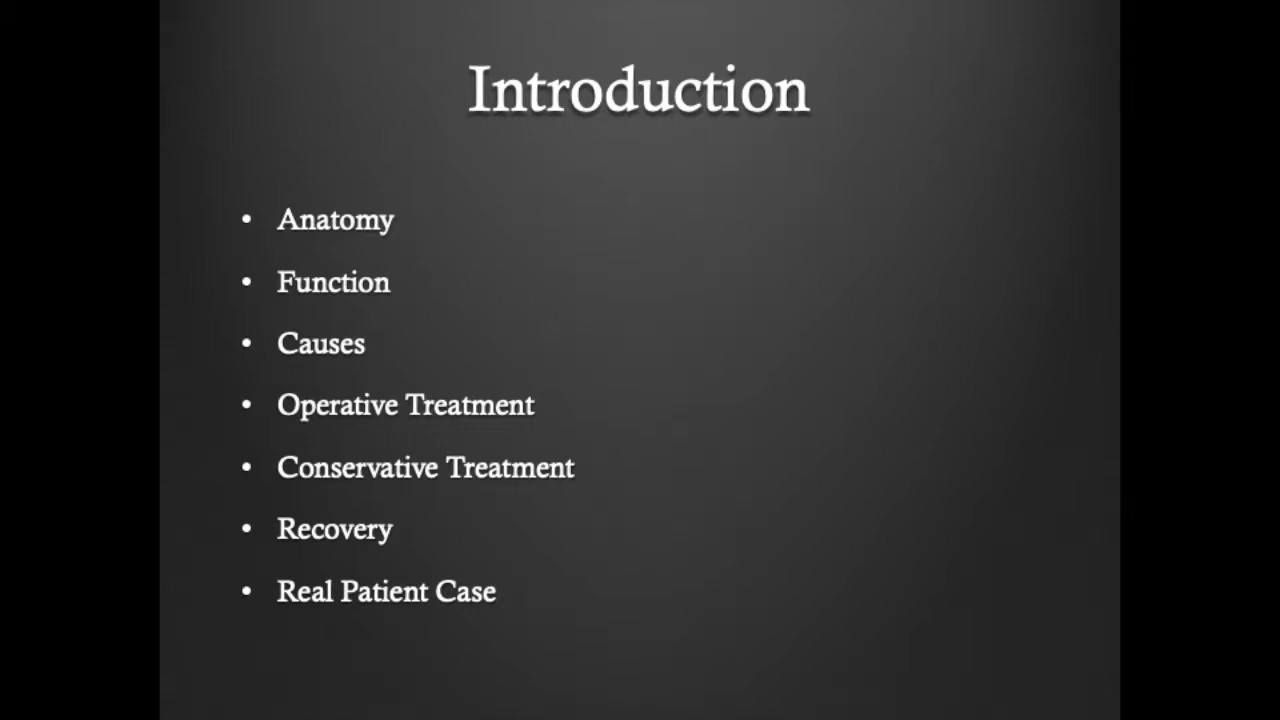 Introduction
• Anatomy
• Function
• Causes
• Operative Treatment
• Conservative Treatment
• Recovery
• Real Patient Case